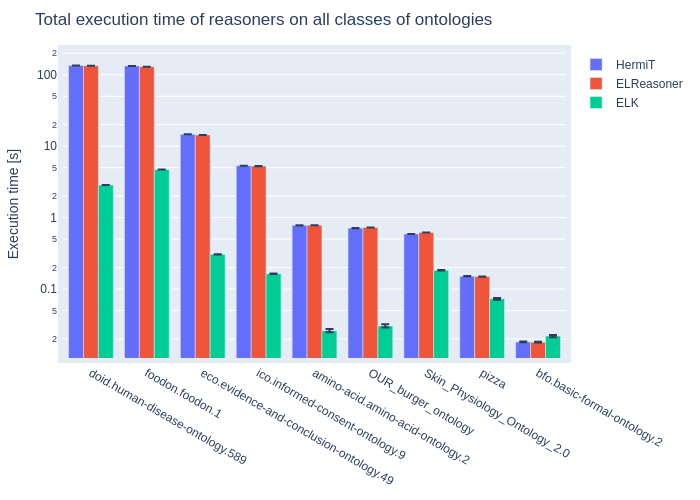 Total execution time of reasoners on all classes of ontologies
HermiT
ELReasoner
ELK
Execution time [s]
2
100
5
2
10
5
2
1
5
2
0.1
5
2
doid.human-disease-ontology.589
foodon.foodon.1
eco.evidence-and-conclusion-ontology.49
ico.informed-consent-ontology.9
amino-acid.amino-acid-ontology.2
OUR_burger_ontology
Skin_Physiology_Ontology_2.0
pizza
bfo.basic-formal-ontology.2